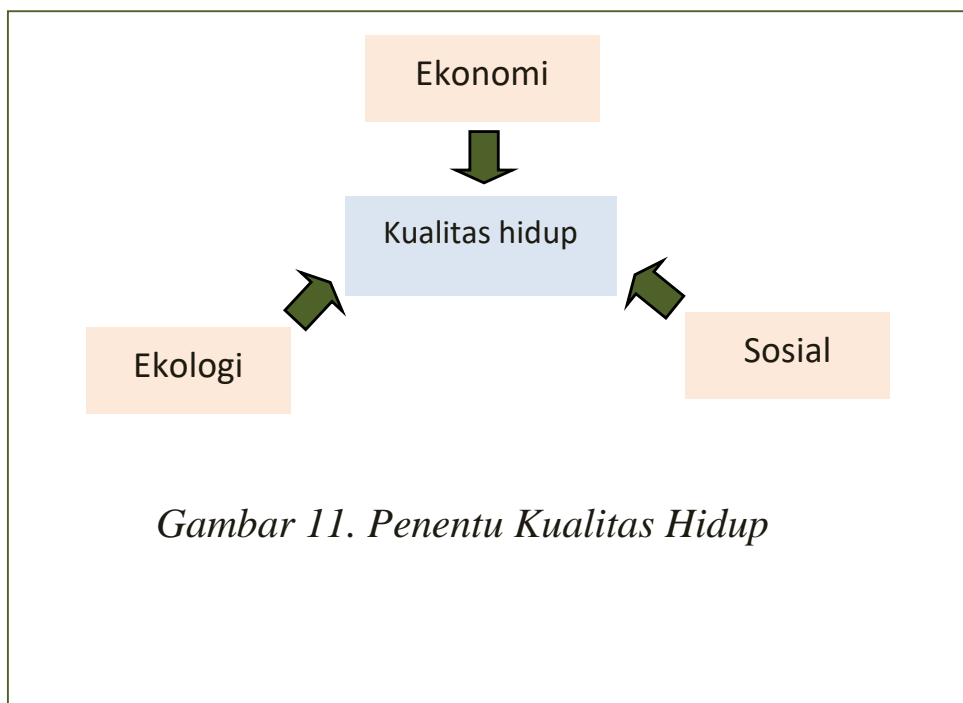 Ekonomi
Kualitas hidup
Ekologi
Sosial
Gambar 11. Penentu Kualitas Hidup